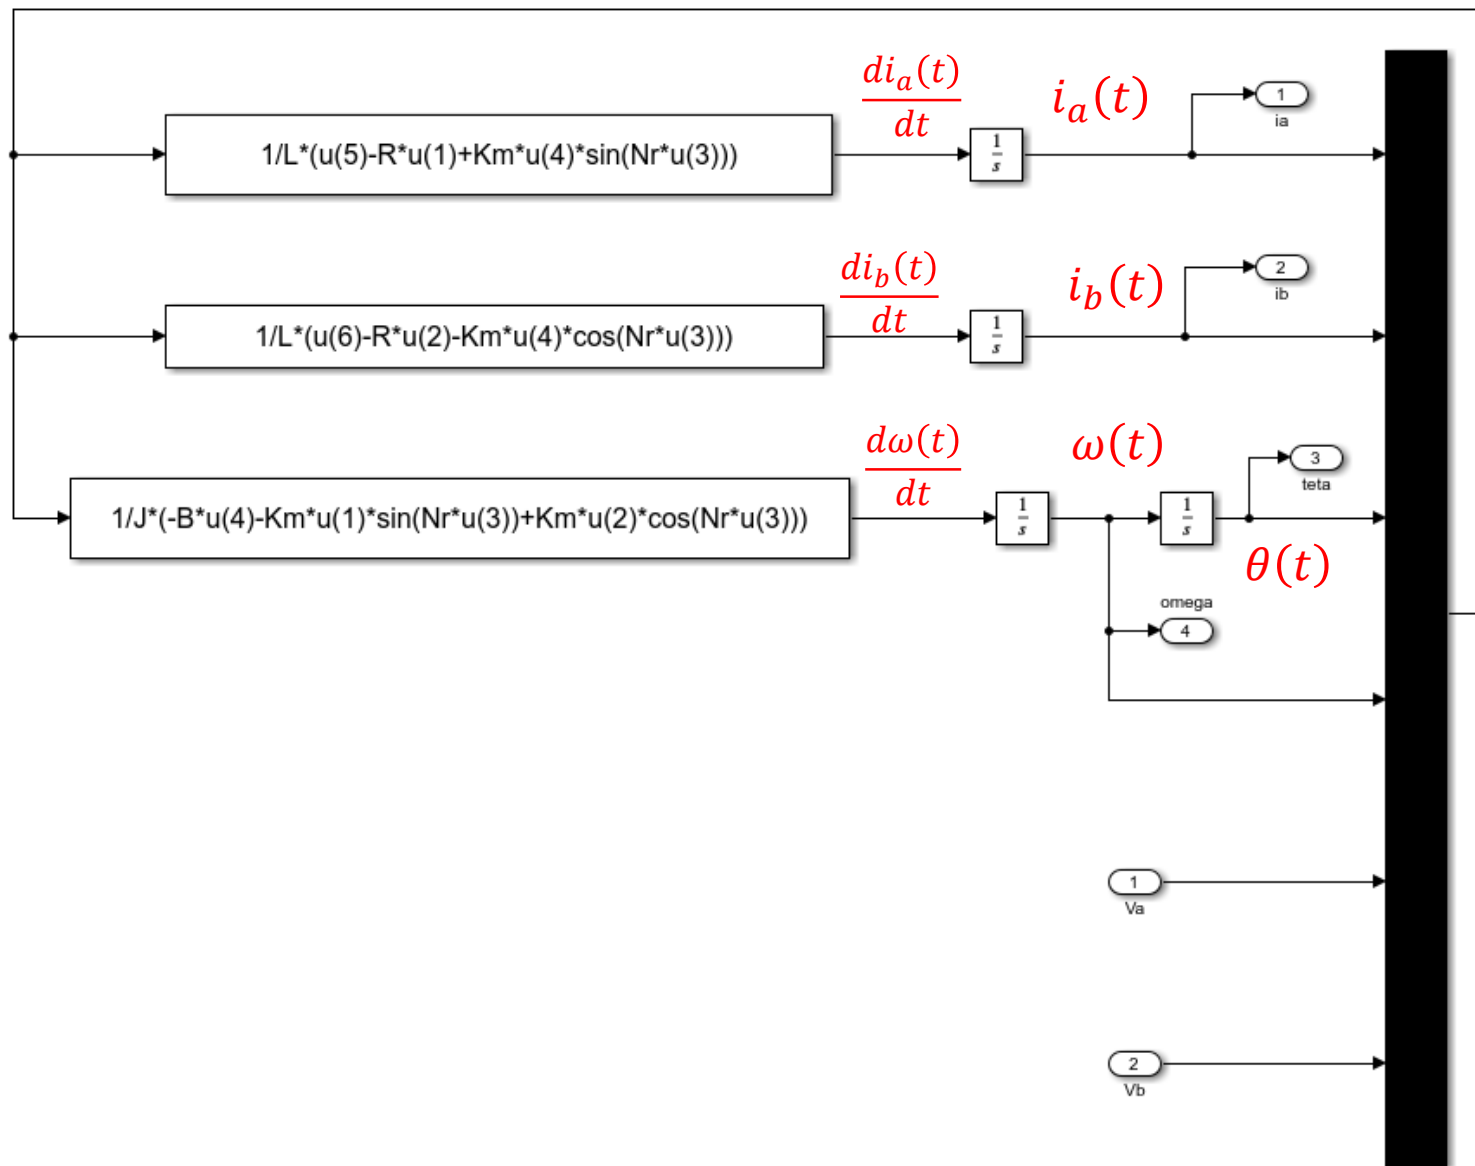 di_a(t)
dt
i_a(t)
1
ia
1/L*(u(5)-R*u(1)+Km*u(4)*sin(Nr*u(3)))
1
s
di_b(t)
dt
i_b(t)
2
ib
1/L*(u(6)-R*u(2)-Km*u(4)*cos(Nr*u(3)))
1
s
dω(t)
dt
ω(t)
3
teta
1/J*(-B*u(4)-Km*u(1)*sin(Nr*u(3))+Km*u(2)*cos(Nr*u(3)))
1
s
1
s
θ(t)
omega
4
1
Va
2
Vb